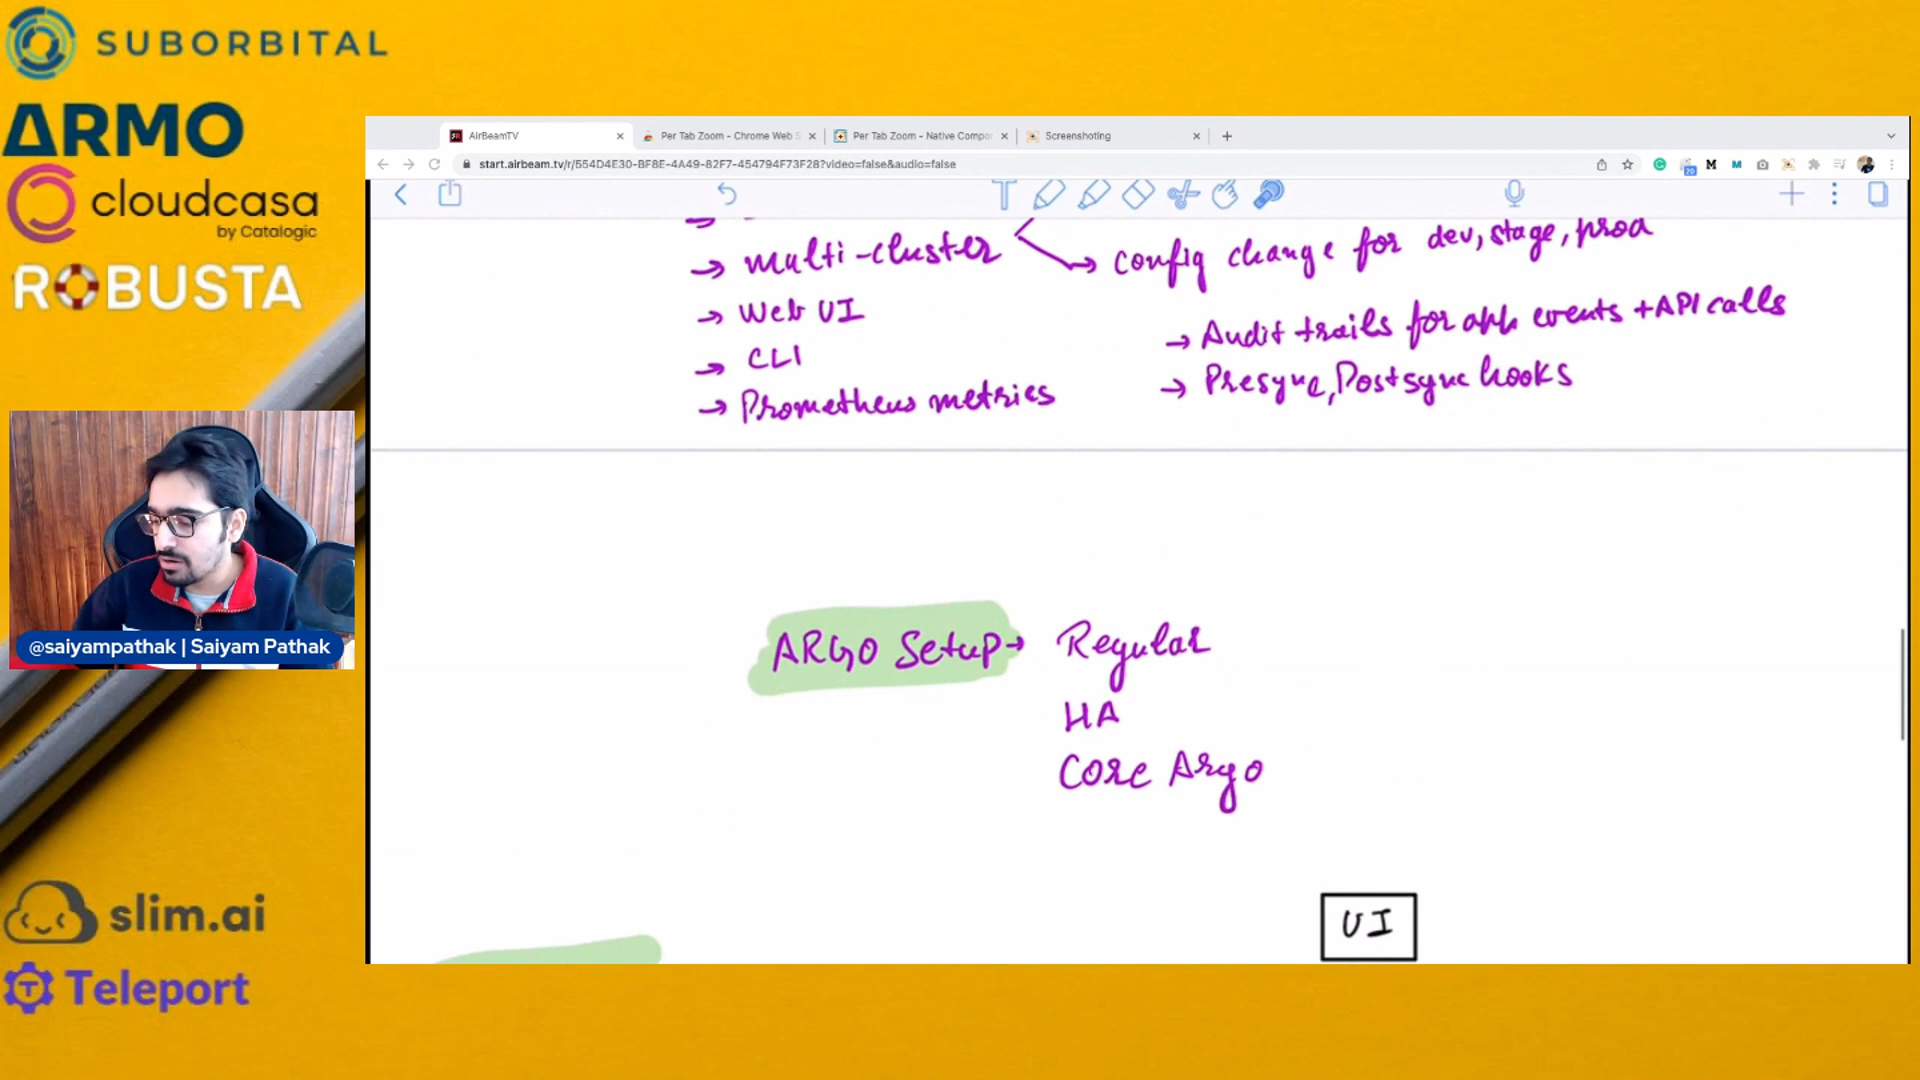 SUBORBITAL
ARMO
cloudcasa
by Catalogic
ROBUSTA
@saiyampathak | Saiyam Pathak
slim.ai
Teleport
AirBeamTV
Per Tab Zoom - Chrome Web S
Per Tab Zoom - Native Compo
Screenshoting
start.airbeam.tv/r/554D4E30-BF8E-4A49-82F7-454794F73F28?video=false&audio=false
→ multi-cluster → config change for dev, stage, prod
→ Web UI
→ CLI
→ Prometheus metrics
→ Audit trails for app events + API calls
→ Presync, Postsync hooks
ARGO Setup → Regular
HA
Core Argo
UI